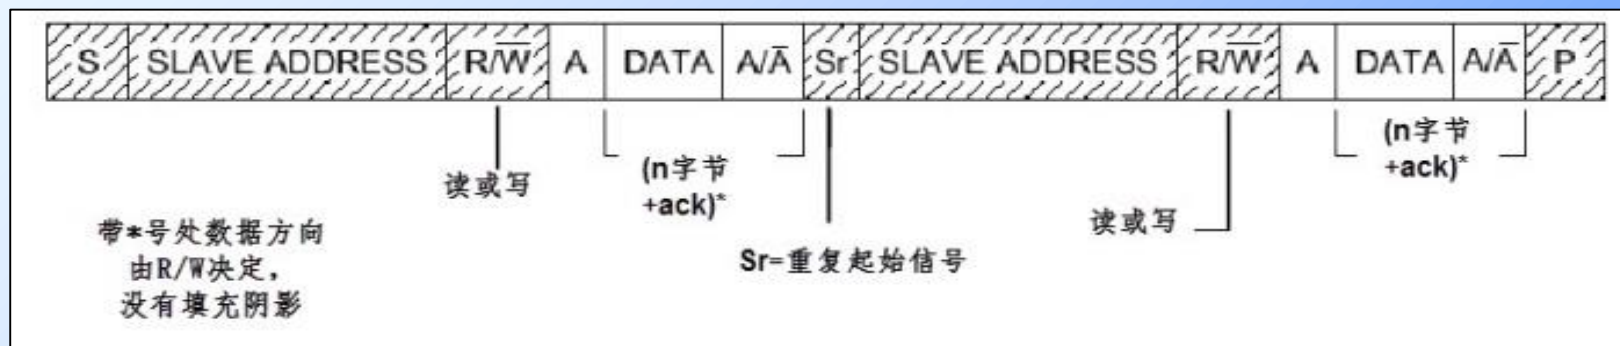 S SLAVE ADDRESS R/W̅ A DATA A/A̅ Sr SLAVE ADDRESS R/W̅ A DATA A/A̅ P
读或写
(n字节
+ack)*
Sr=重复起始信号
读或写
(n字节
+ack)*
带*号处数据方向
由R/W决定，
没有填充阴影